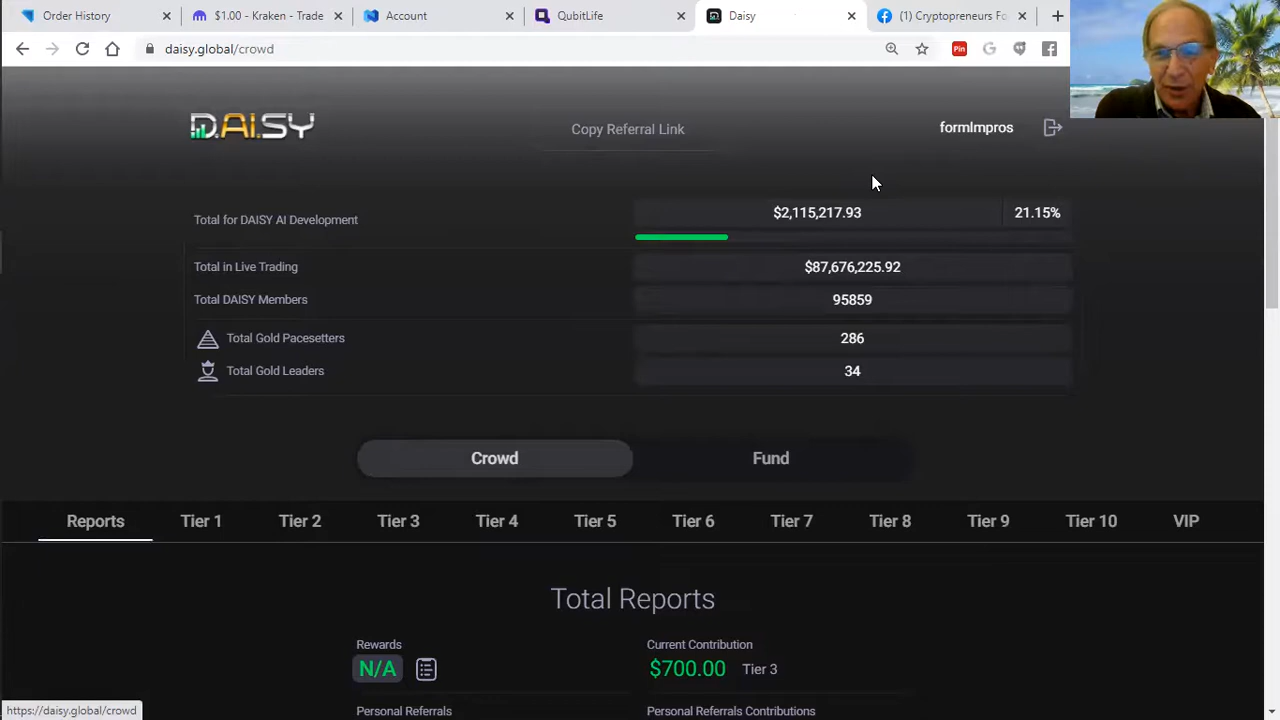 Order History
$1.00 - Kraken - Trade
Account
QubitLife
Daisy
(1) Cryptopreneurs Fo
daisy.global/crowd
Pin
D.AI.SY
Copy Referral Link
formlmpros
Total for DAISY AI Development
$2,115,217.93
21.15%
Total in Live Trading
$87,676,225.92
Total DAISY Members
95859
Total Gold Pacesetters
286
Total Gold Leaders
34
Crowd
Fund
Reports
Tier 1
Tier 2
Tier 3
Tier 4
Tier 5
Tier 6
Tier 7
Tier 8
Tier 9
Tier 10
VIP
Total Reports
Rewards
N/A
Current Contribution
$700.00
Tier 3
Personal Referrals
Personal Referrals Contributions
https://daisy.global/crowd